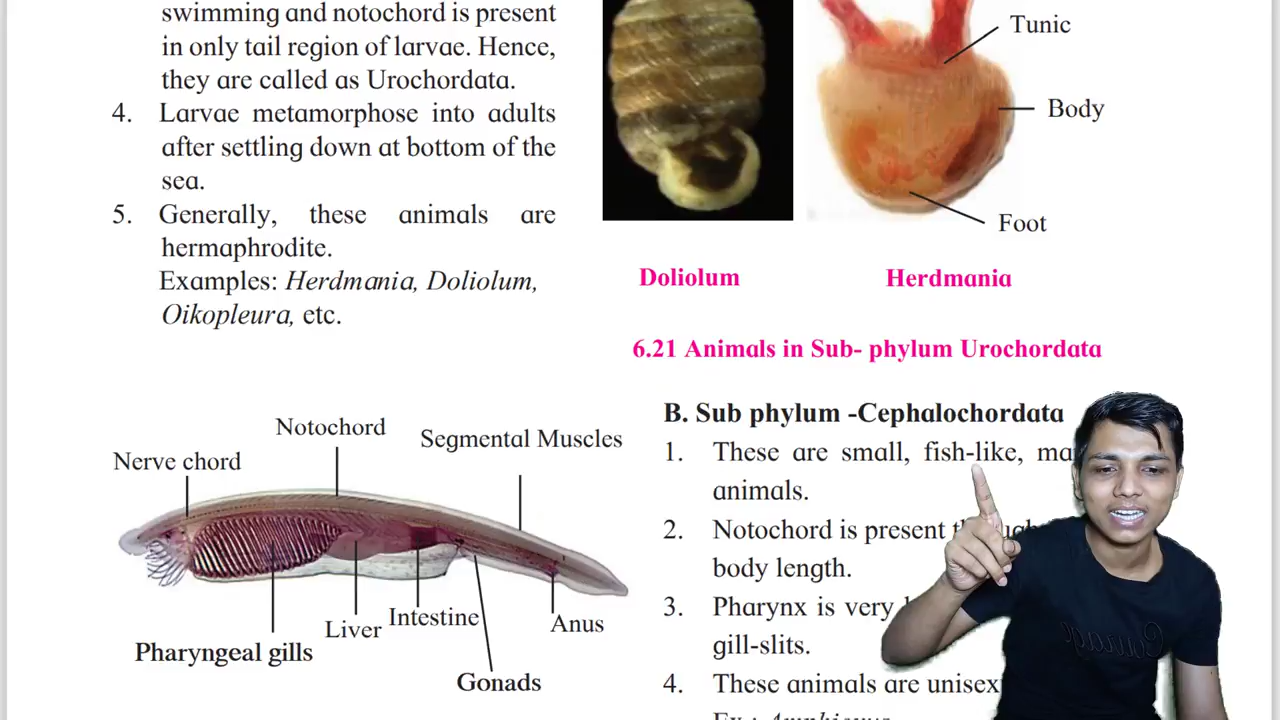 swimming and notochord is present
in only tail region of larvae. Hence,
they are called as Urochordata.
4. Larvae metamorphose into adults
after settling down at bottom of the
sea.
5. Generally, these animals are
hermaphrodite.
Examples: Herdmania, Doliolum,
Oikopleura, etc.
Tunic
Body
Foot
Doliolum
Herdmania
6.21 Animals in Sub- phylum Urochordata
Notochord
Segmental Muscles
Nerve chord
Liver
Intestine
Anus
Pharyngeal gills
Gonads
B. Sub phylum -Cephalochordata
1. These are small, fish-like,
animals.
2. Notochord is present
body length.
3. Pharynx is very
gill-slits.
4. These animals are